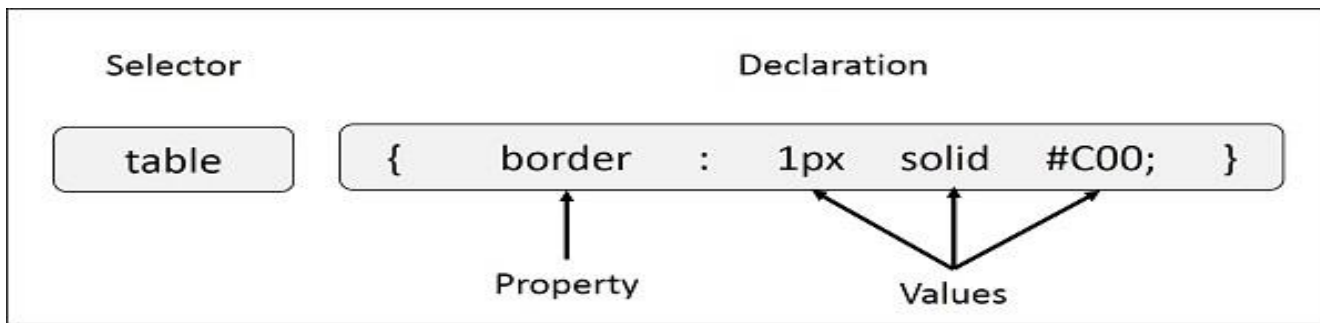 Selector Declaration
table { border : 1px solid #C00; }
Property Values